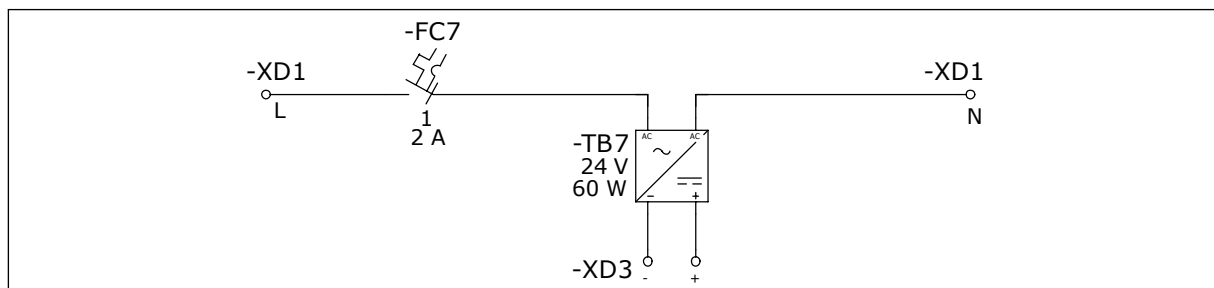 -FC7
-XD1
-XD1
L
N
1
2 A
AC
AC
-TB7
24 V
60 W
-
+
-XD3
-
+